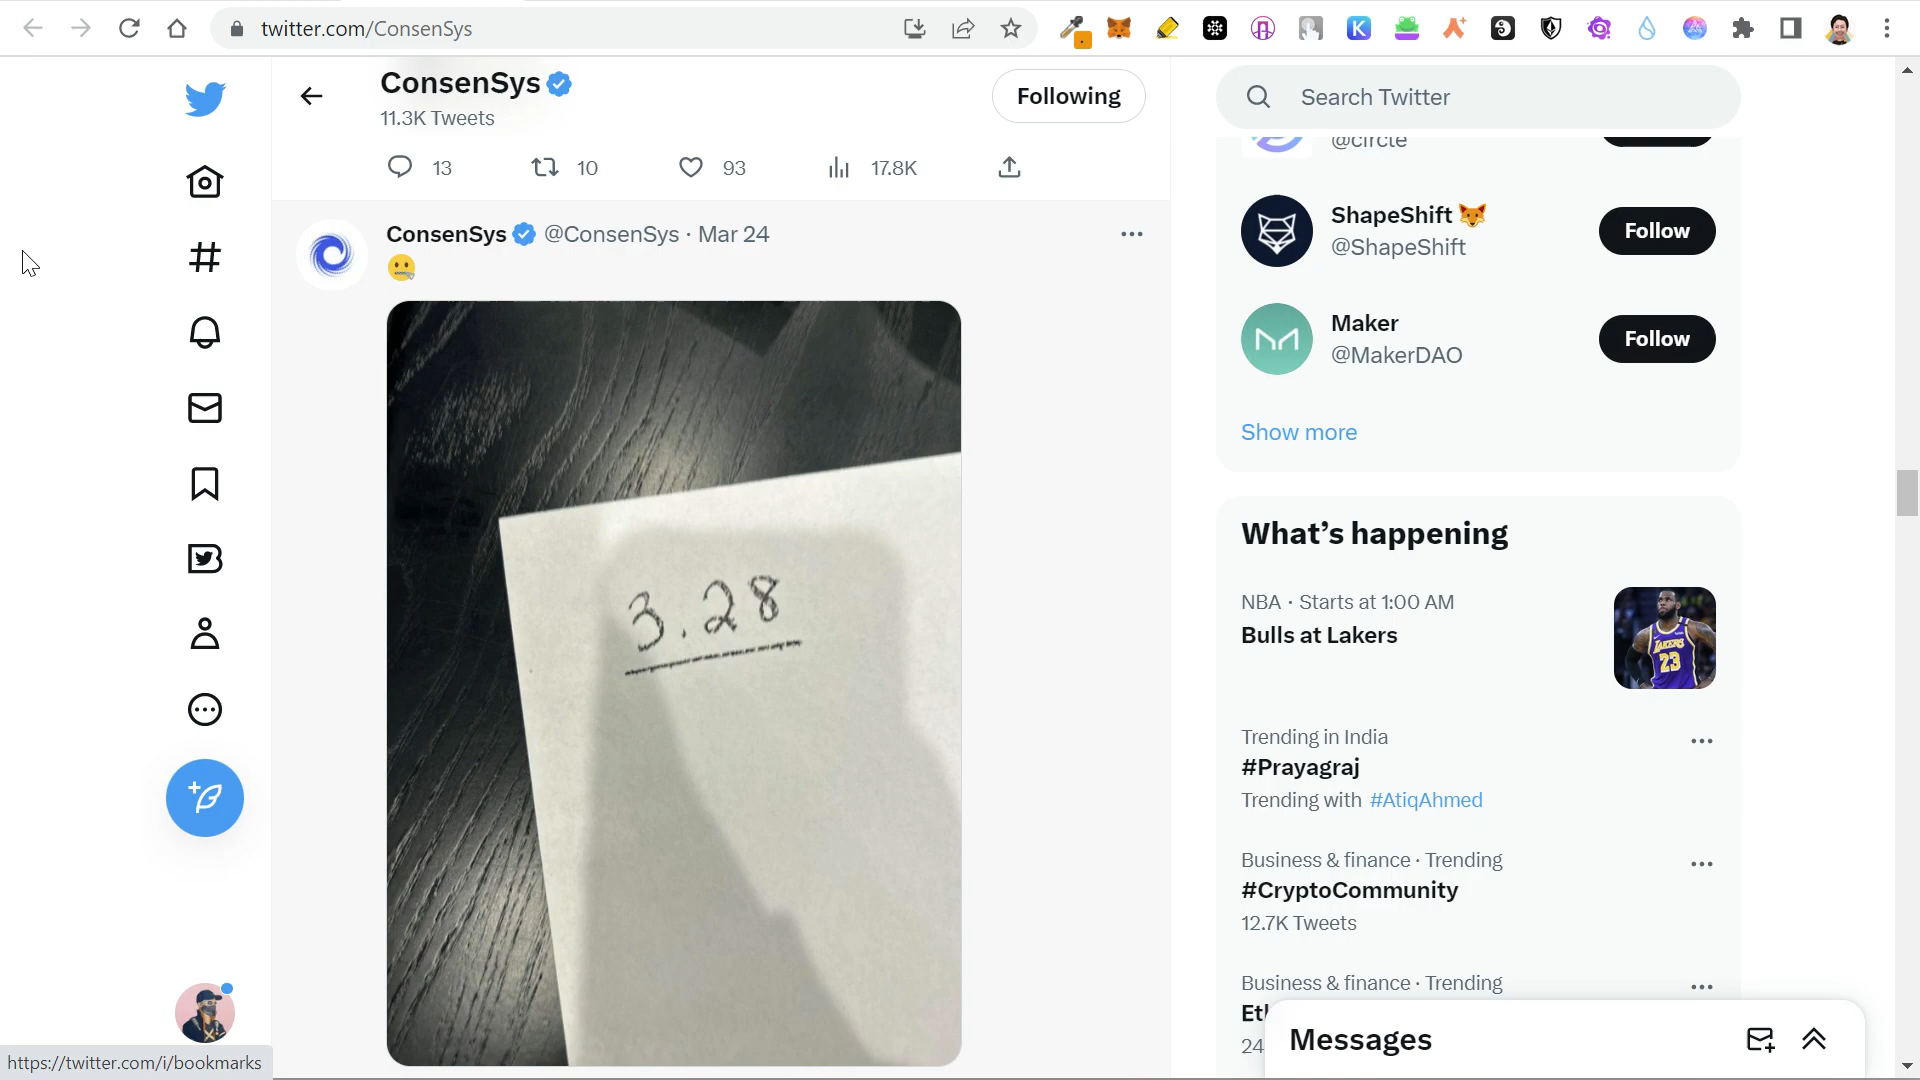 twitter.com/ConsenSys
ConsenSys
11.3K Tweets
Following
Search Twitter
13
10
93
17.8K
ConsenSys @ConsenSys · Mar 24
3.28
@circle
ShapeShift
@ShapeShift
Follow
Maker
@MakerDAO
Follow
Show more
What's happening
NBA · Starts at 1:00 AM
Bulls at Lakers
LAKERS
23
Trending in India
#Prayagraj
Trending with #AtiqAhmed
Business & finance · Trending
#CryptoCommunity
12.7K Tweets
Business & finance · Trending
24
Messages
https://twitter.com/i/bookmarks